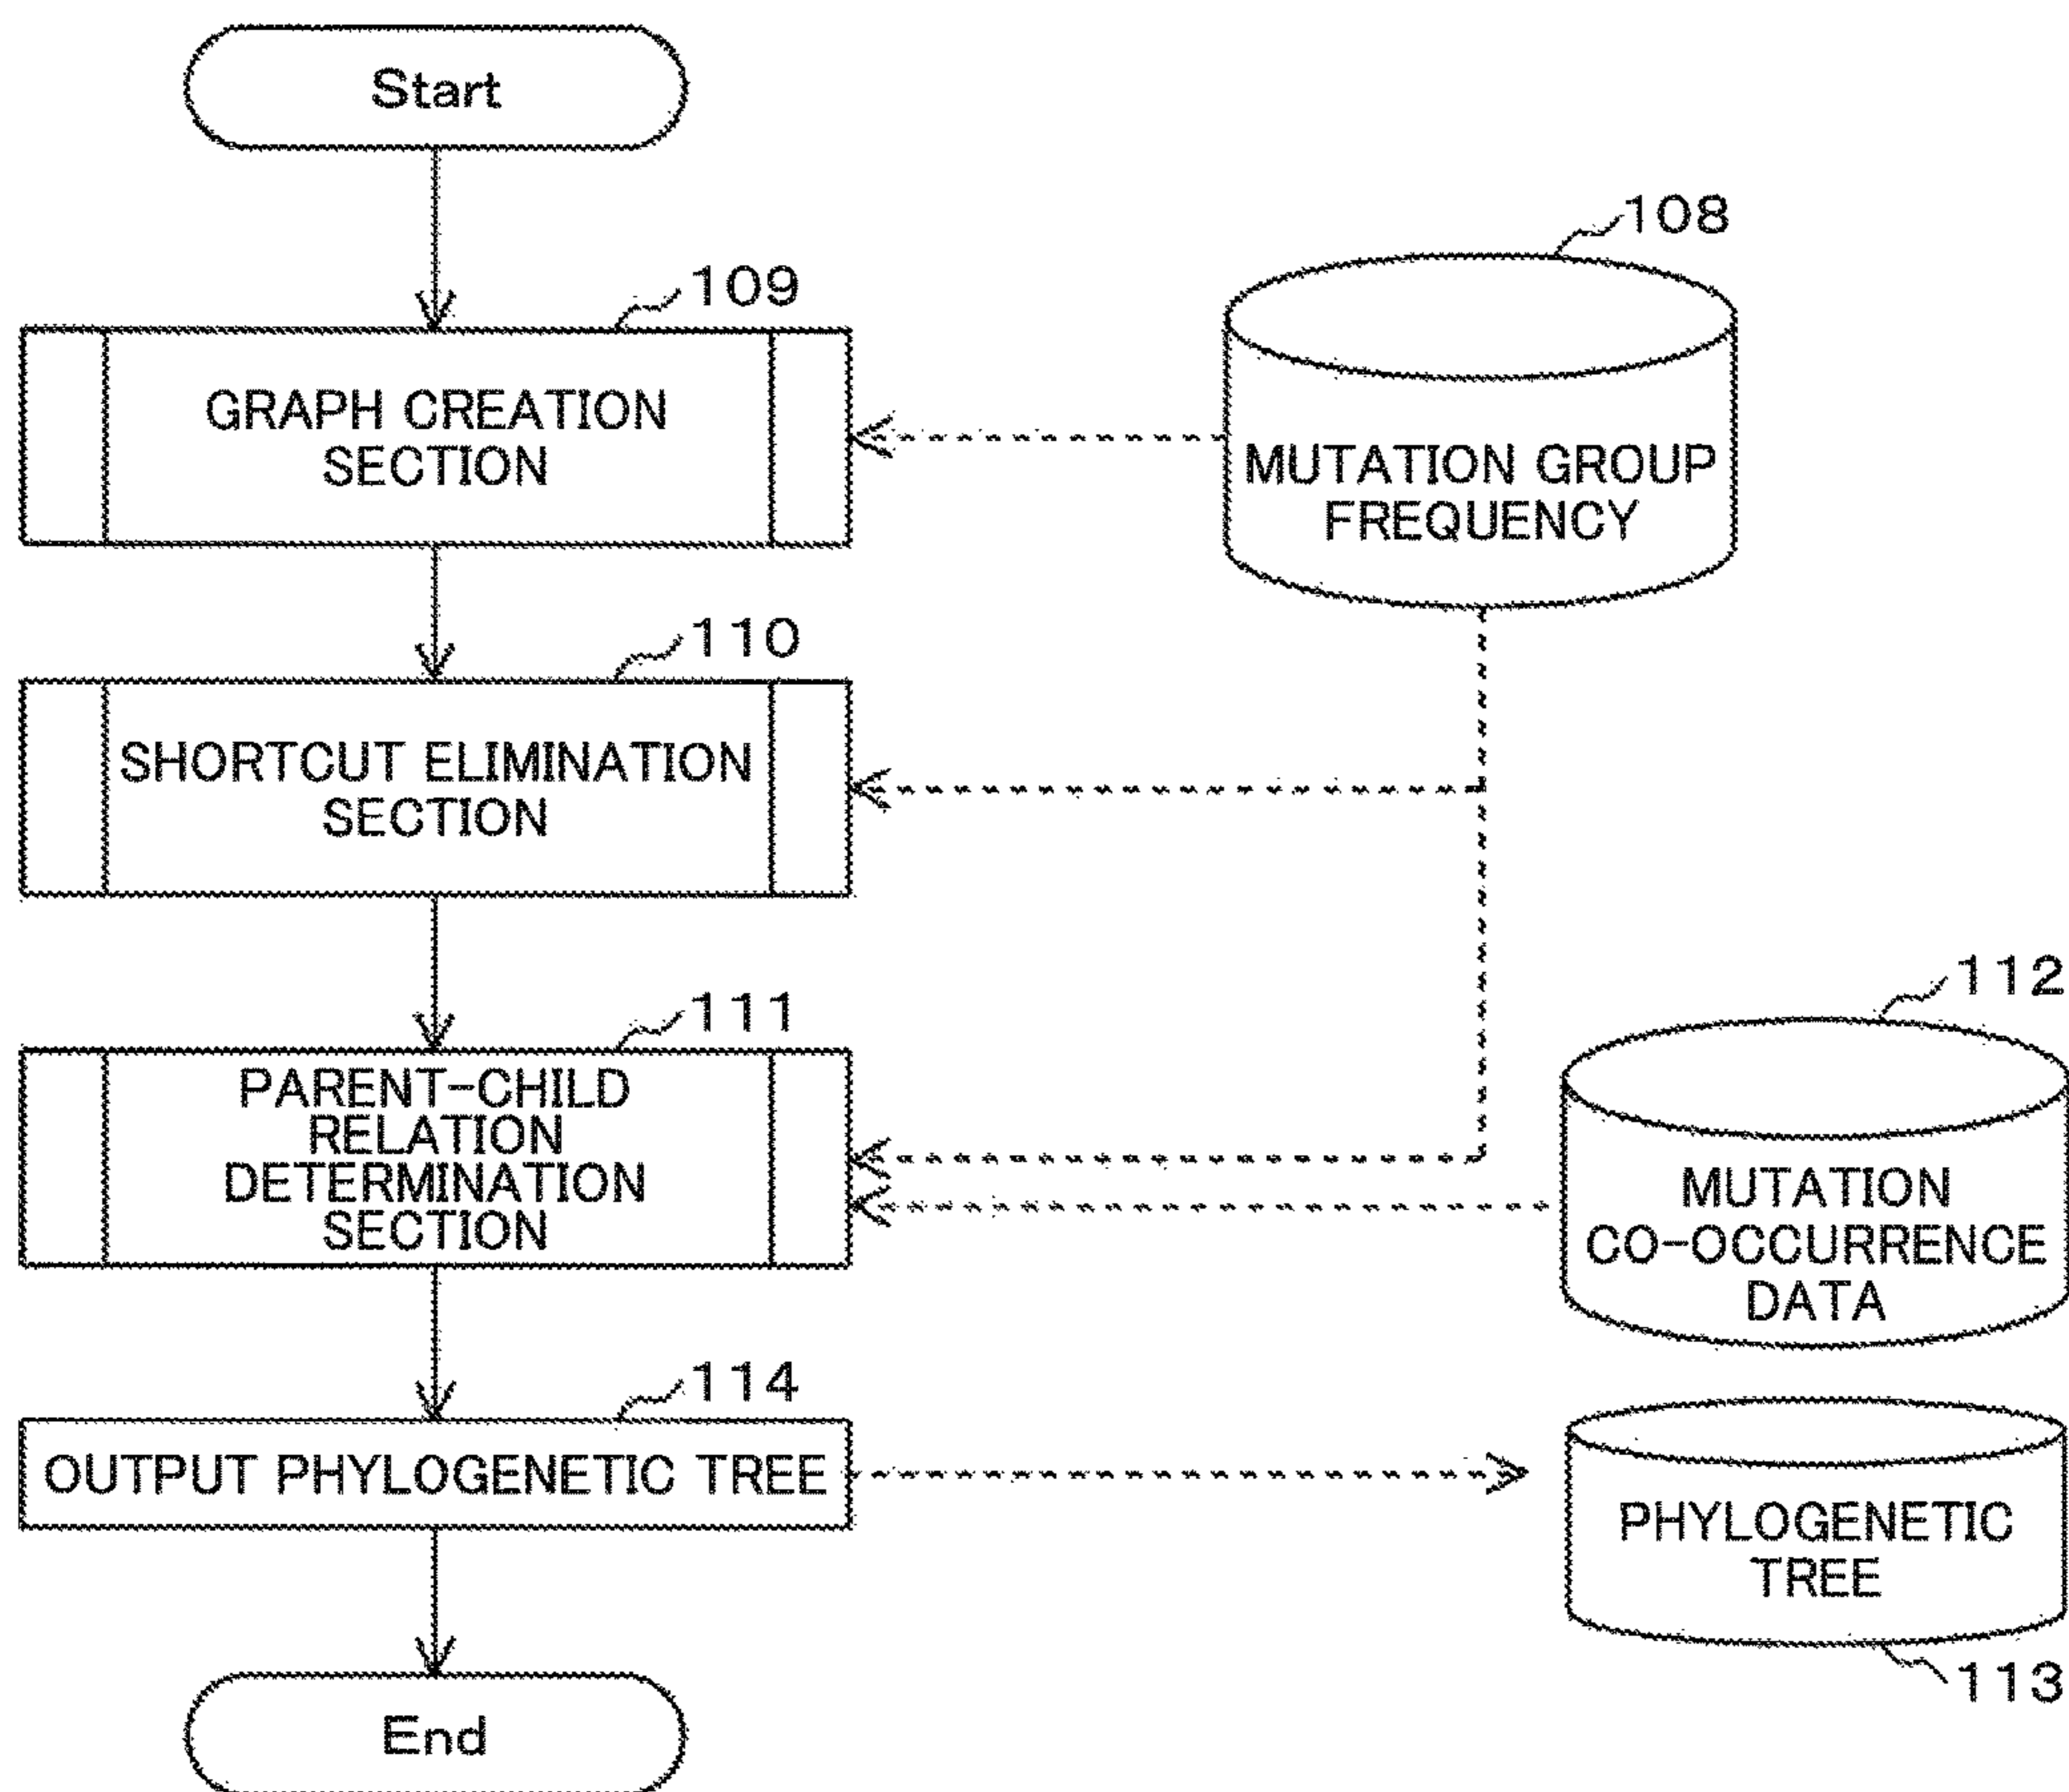 Start
108
109
GRAPH CREATION
SECTION
MUTATION GROUP
FREQUENCY
110
SHORTCUT ELIMINATION
SECTION
112
111
PARENT-CHILD
RELATION
DETERMINATION
SECTION
MUTATION
CO-OCCURRENCE
DATA
114
OUTPUT PHYLOGENETIC TREE
PHYLOGENETIC
TREE
113
End